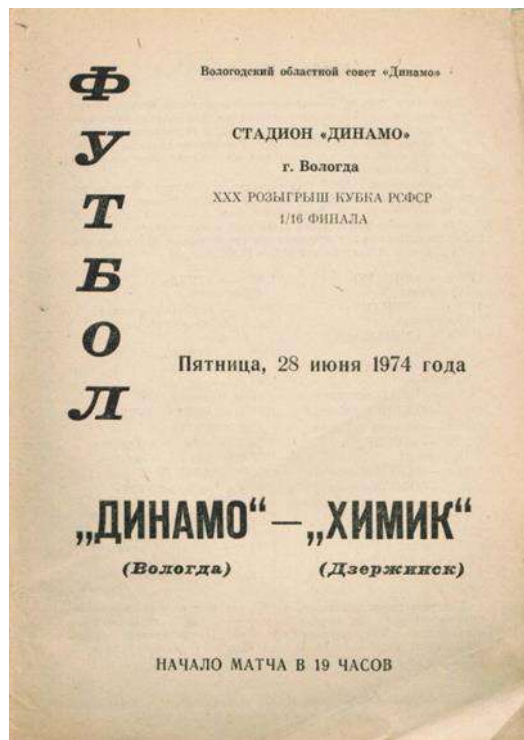 ФУТБОЛ
Вологодский областной совет «Динамо»
СТАДИОН «ДИНАМО»
г. Вологда
XXX РОЗЫГРЫШ КУБКА РСФСР
1/16 ФИНАЛА
Пятница, 28 июня 1974 года
„ДИНАМО“ — „ХИМИК“
(Вологда) (Дзержинск)
НАЧАЛО МАТЧА В 19 ЧАСОВ